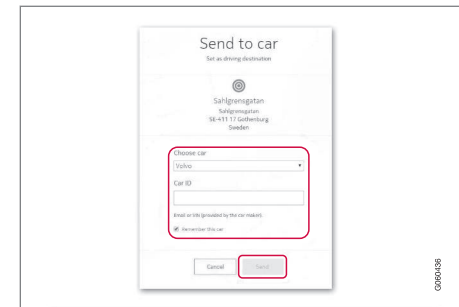 Send to car
Set as driving destination
Sahlgrensgatan
Sahlgrensgatan
SE-411 17 Gothenburg
Sweden
Choose car
Volvo
Car ID
Email or Info (provided by the car maker).
Remember this car
Cancel
Send
G060436